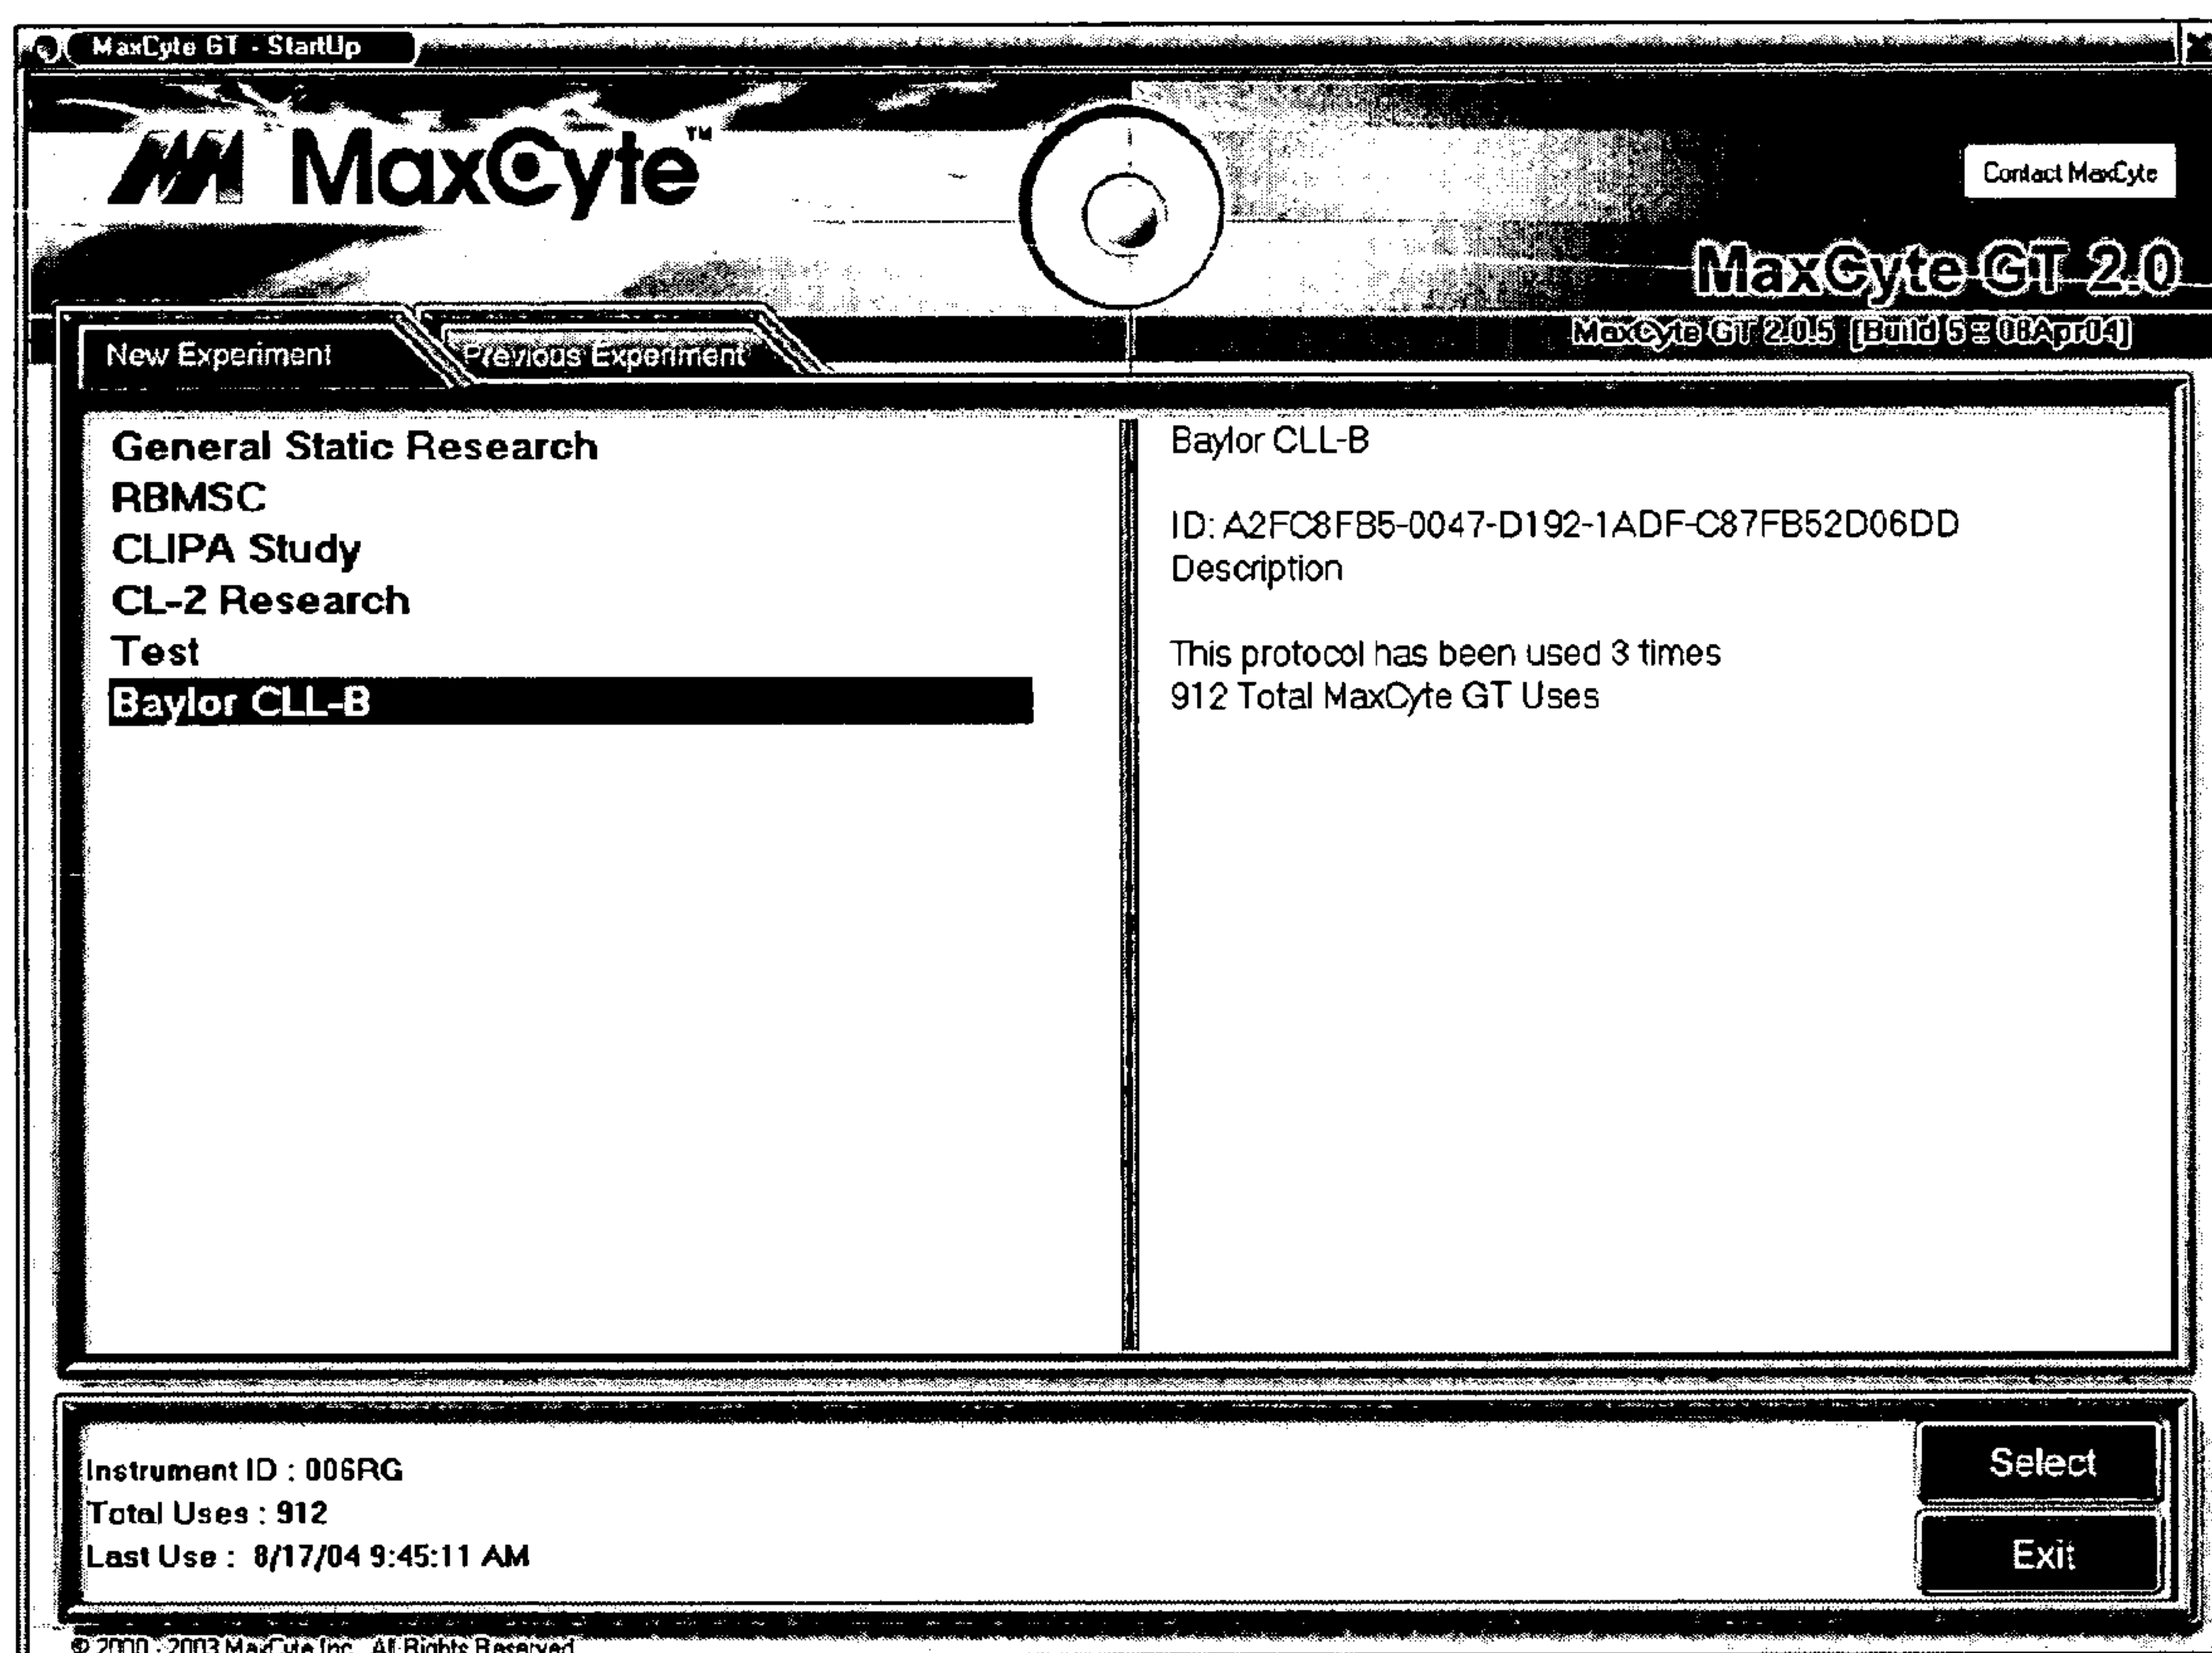 MaxCyte GT - StartUp
MaxCyte™
Contact MaxCyte
MaxCyte GT 2.0
MaxCyte GT 2.0.5 [Build 5 :: 08Apr04]
New Experiment
Previous Experiment
General Static Research
RBMSC
CLIPA Study
CL-2 Research
Test
Baylor CLL-B
Baylor CLL-B
ID: A2FC8FB5-0047-D192-1ADF-C87FB52D06DD
Description
This protocol has been used 3 times
912 Total MaxCyte GT Uses
Instrument ID : 006RG
Total Uses : 912
Last Use : 8/17/04 9:45:11 AM
Select
Exit
© 2000 - 2003 MaxCyte Inc. All Rights Reserved